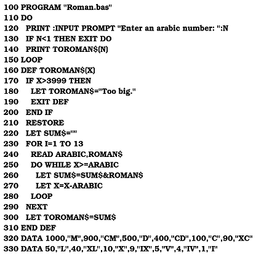 100 PROGRAM "Roman.bas"
110 DO
120 PRINT :INPUT PROMPT "Enter an arabic number: ":N
130 IF N<1 THEN EXIT DO
140 PRINT TOROMAN$(N)
150 LOOP
160 DEF TOROMAN$(X)
170 IF X>3999 THEN
180 LET TOROMAN$="Too big."
190 EXIT DEF
200 END IF
210 RESTORE
220 LET SUM$=""
230 FOR I=1 TO 13
240 READ ARABIC,ROMAN$
250 DO WHILE X>=ARABIC
260 LET SUM$=SUM$&ROMAN$
270 LET X=X-ARABIC
280 LOOP
290 NEXT
300 LET TOROMAN$=SUM$
310 END DEF
320 DATA 1000,"M",900,"CM",500,"D",400,"CD",100,"C",90,"XC"
330 DATA 50,"L",40,"XL",10,"X",9,"IX",5,"V",4,"IV",1,"I"